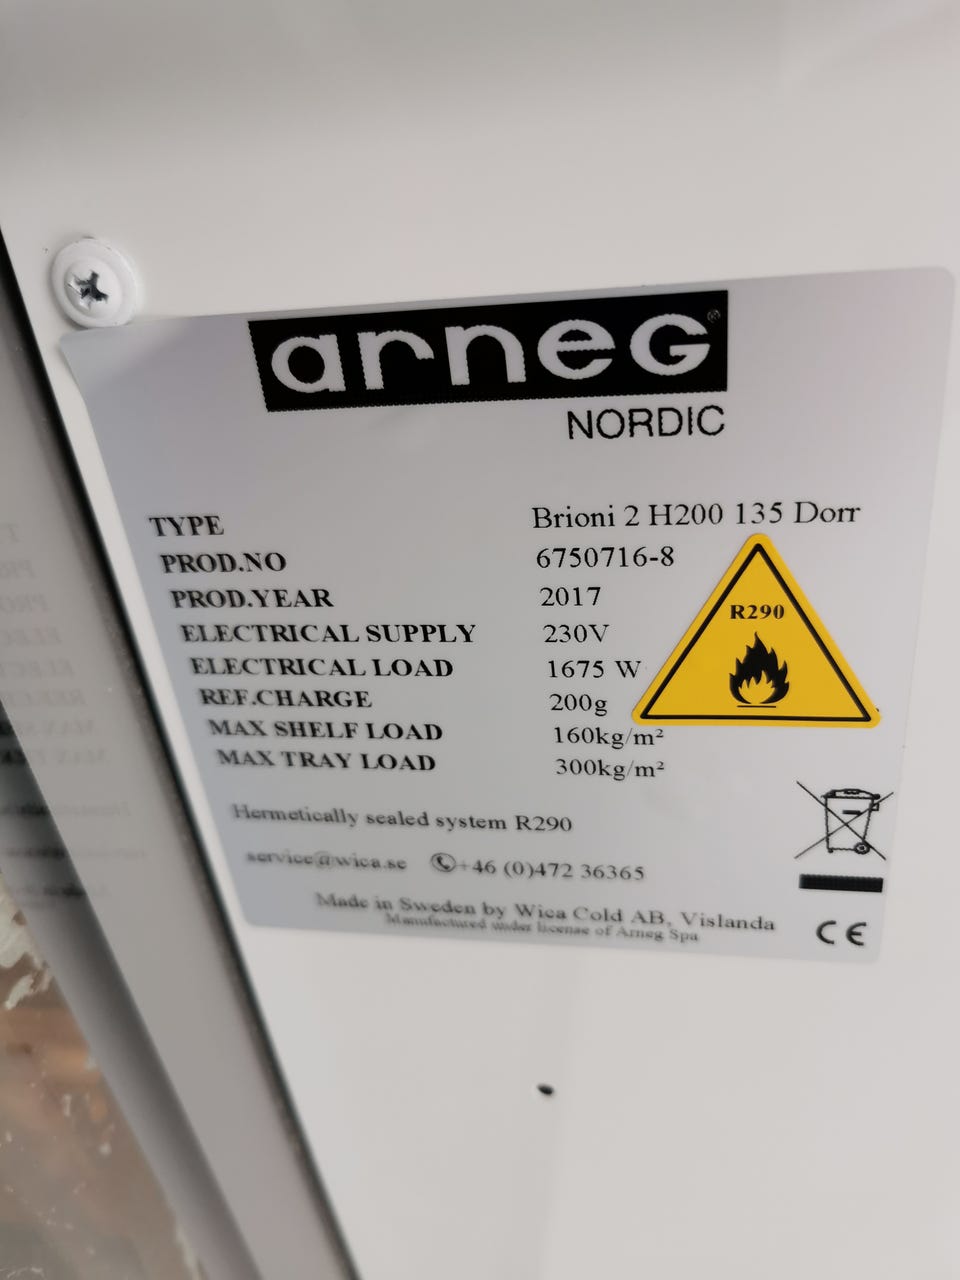 arneG®
NORDIC
TYPE Brioni 2 H200 135 Dorr
PROD.NO 6750716-8
PROD.YEAR 2017
ELECTRICAL SUPPLY 230V
ELECTRICAL LOAD 1675 W
REF.CHARGE 200g
MAX SHELF LOAD 160kg/m²
MAX TRAY LOAD 300kg/m²
R290
Hermetically sealed system R290
service@wica.se +46 (0)472 36365
Made in Sweden by Wica Cold AB, Vislanda
Manufactured under license of Arneg Spa
CE